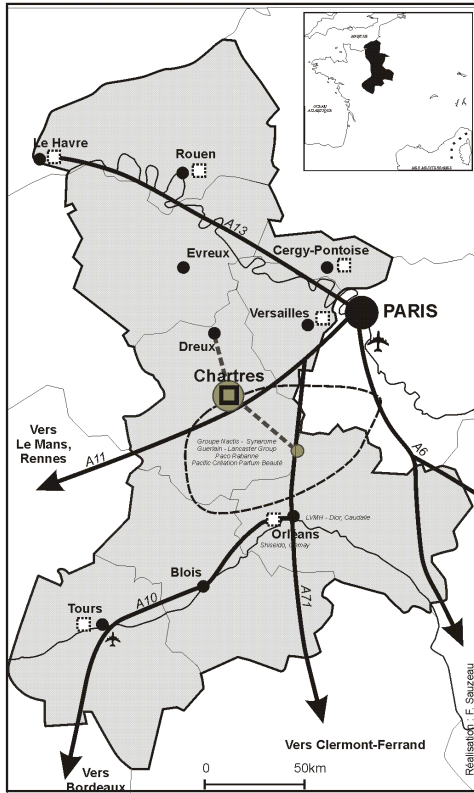 Le Havre
Rouen
A13
Evreux
Cergy-Pontoise
Versailles
PARIS
Dreux
Chartres
Vers
Le Mans,
Rennes
A11
A6
Groupe Nactis - Synarome
Guerlain - Lancaster Group
Paco Rabanne
Pacific Création Parfum Beauté
LVMH - Dior, Caudalie
Orléans
Shiseido,
Blois
Tours
A10
A71
Vers Clermont-Ferrand
Vers
Bordeaux
0 50km
Réalisation : F. Sauzeau